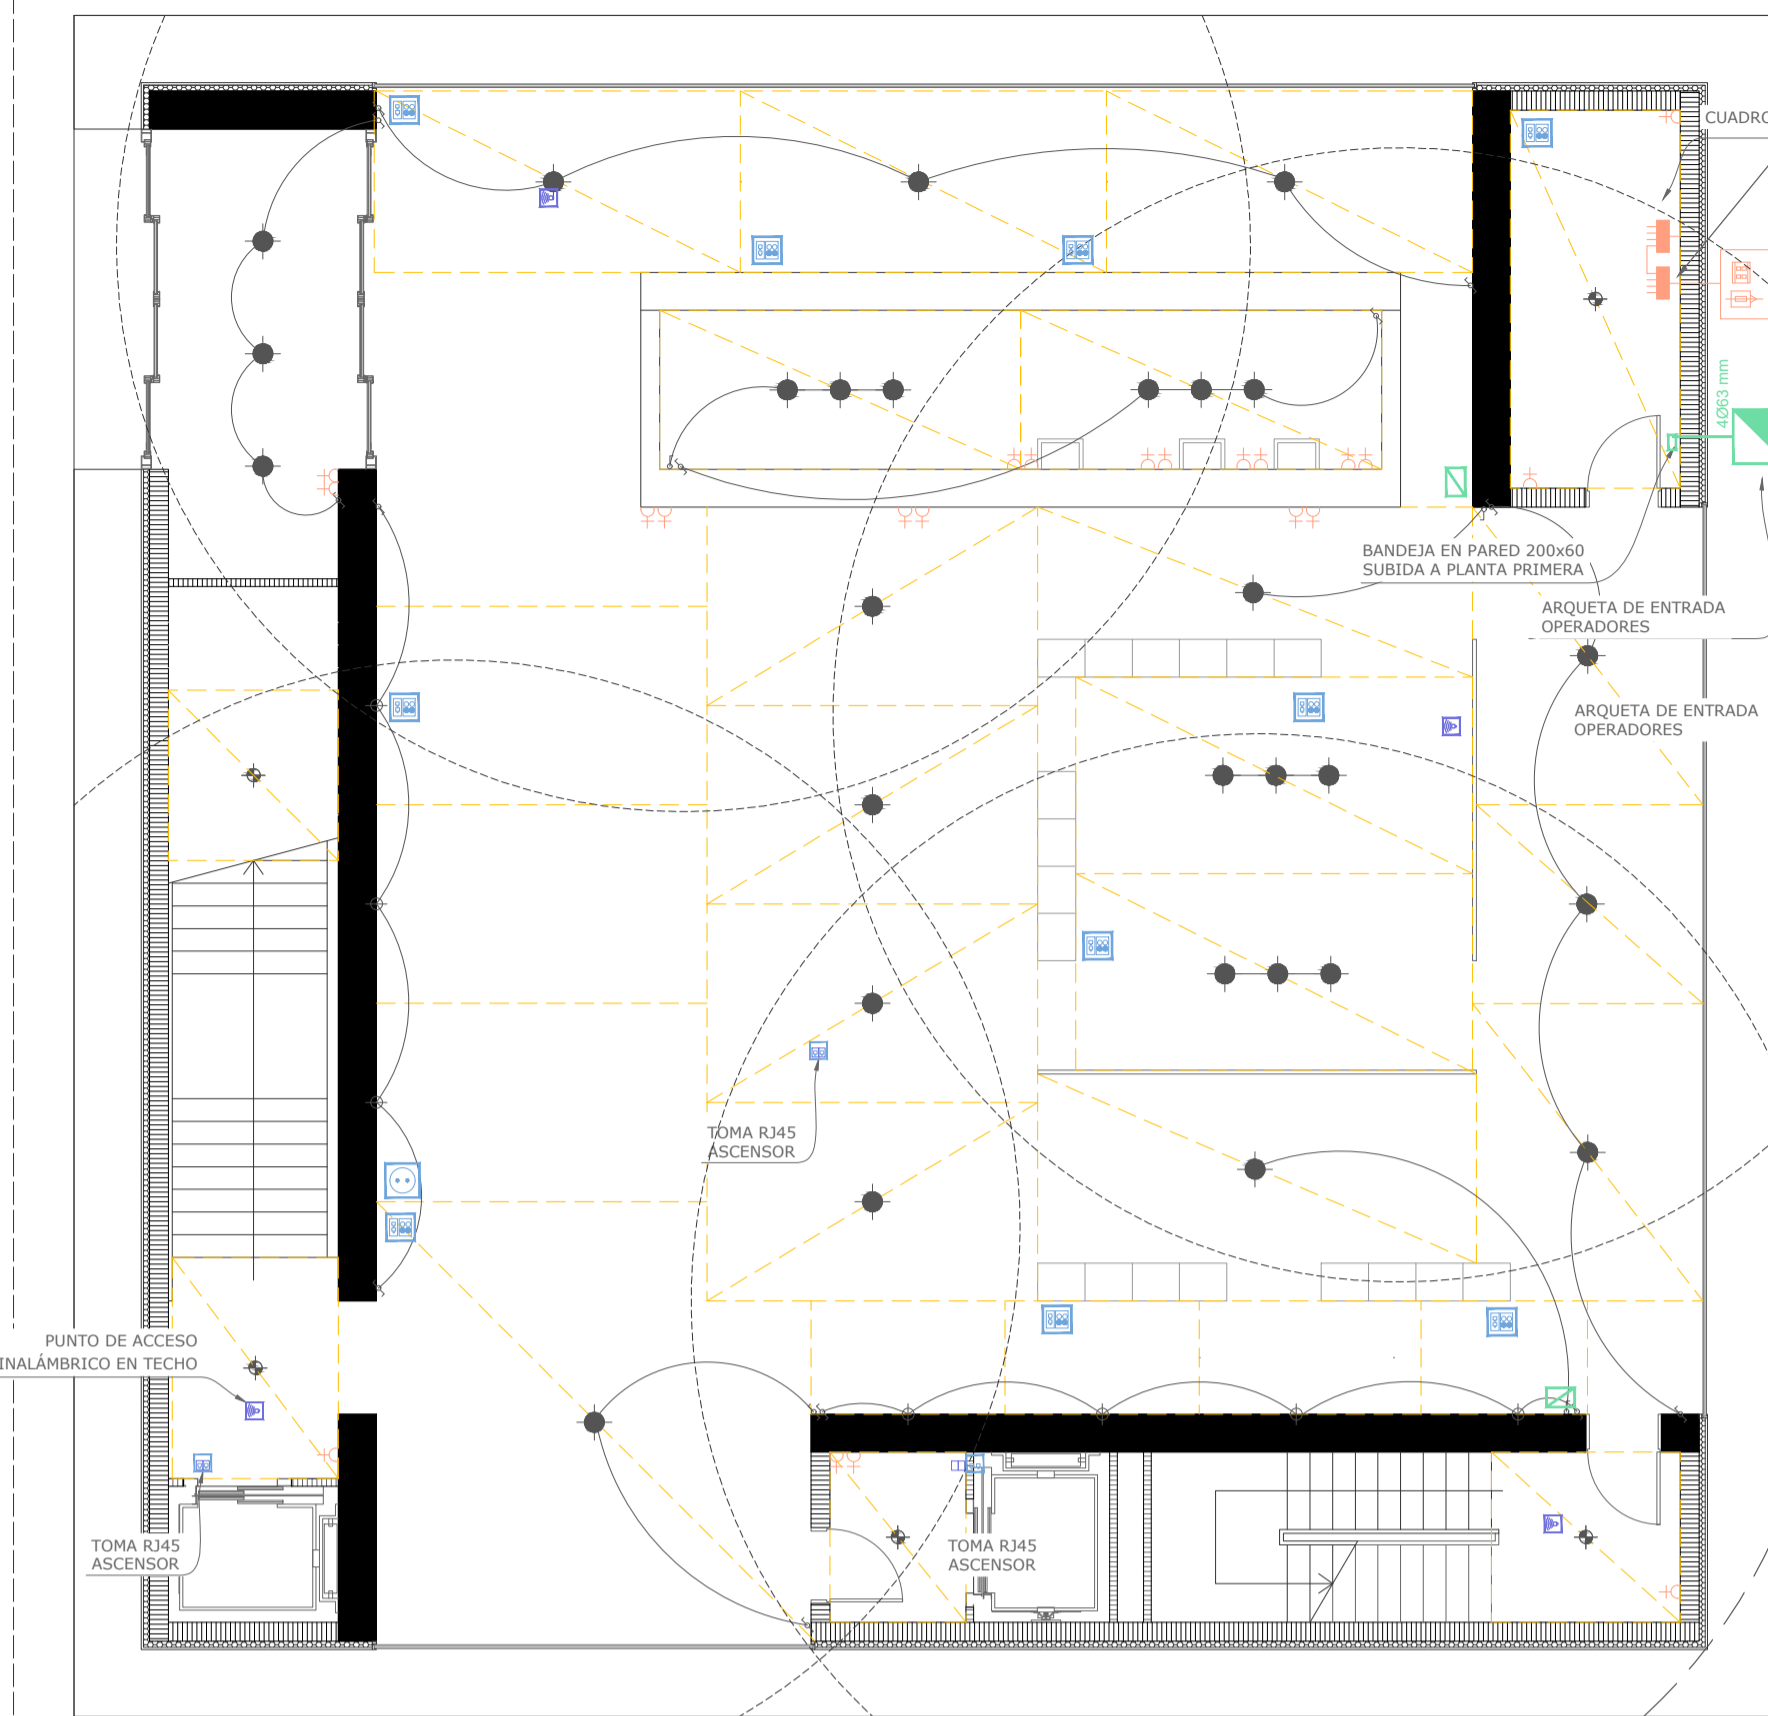 CUADRO
4Ø63 mm
BANDEJA EN PARED 200x60
SUBIDA A PLANTA PRIMERA
ARQUETA DE ENTRADA
OPERADORES
ARQUETA DE ENTRADA
OPERADORES
TOMA RJ45
ASCENSOR
PUNTO DE ACCESO
INALÁMBRICO EN TECHO
TOMA RJ45
ASCENSOR
TOMA RJ45
ASCENSOR